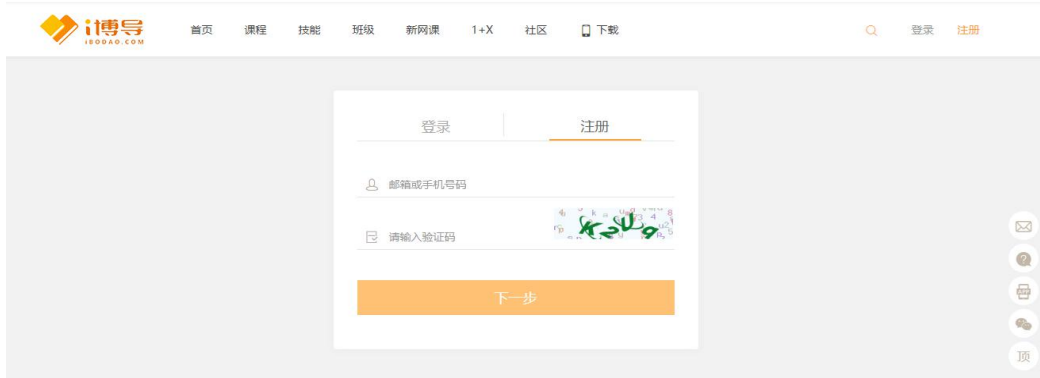 i博导
IBODAO.COM
首页 课程 技能 班级 新网课 1+X 社区 下载 登录 注册
登录 注册
邮箱或手机号码
请输入验证码
下一步
顶